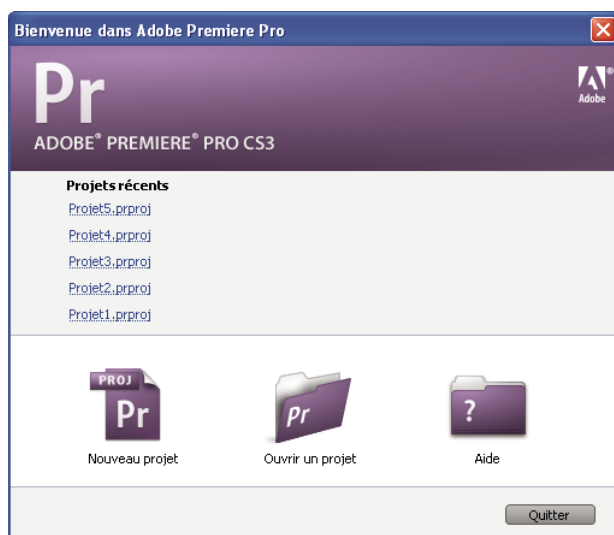 Bienvenue dans Adobe Premiere Pro
Pr
Adobe®
ADOBE® PREMIERE® PRO CS3
Projets récents
Projet5.prproj
Projet4.prproj
Projet3.prproj
Projet2.prproj
Projet1.prproj
PROJ
Pr
Pr
?
Nouveau projet
Ouvrir un projet
Aide
Quitter